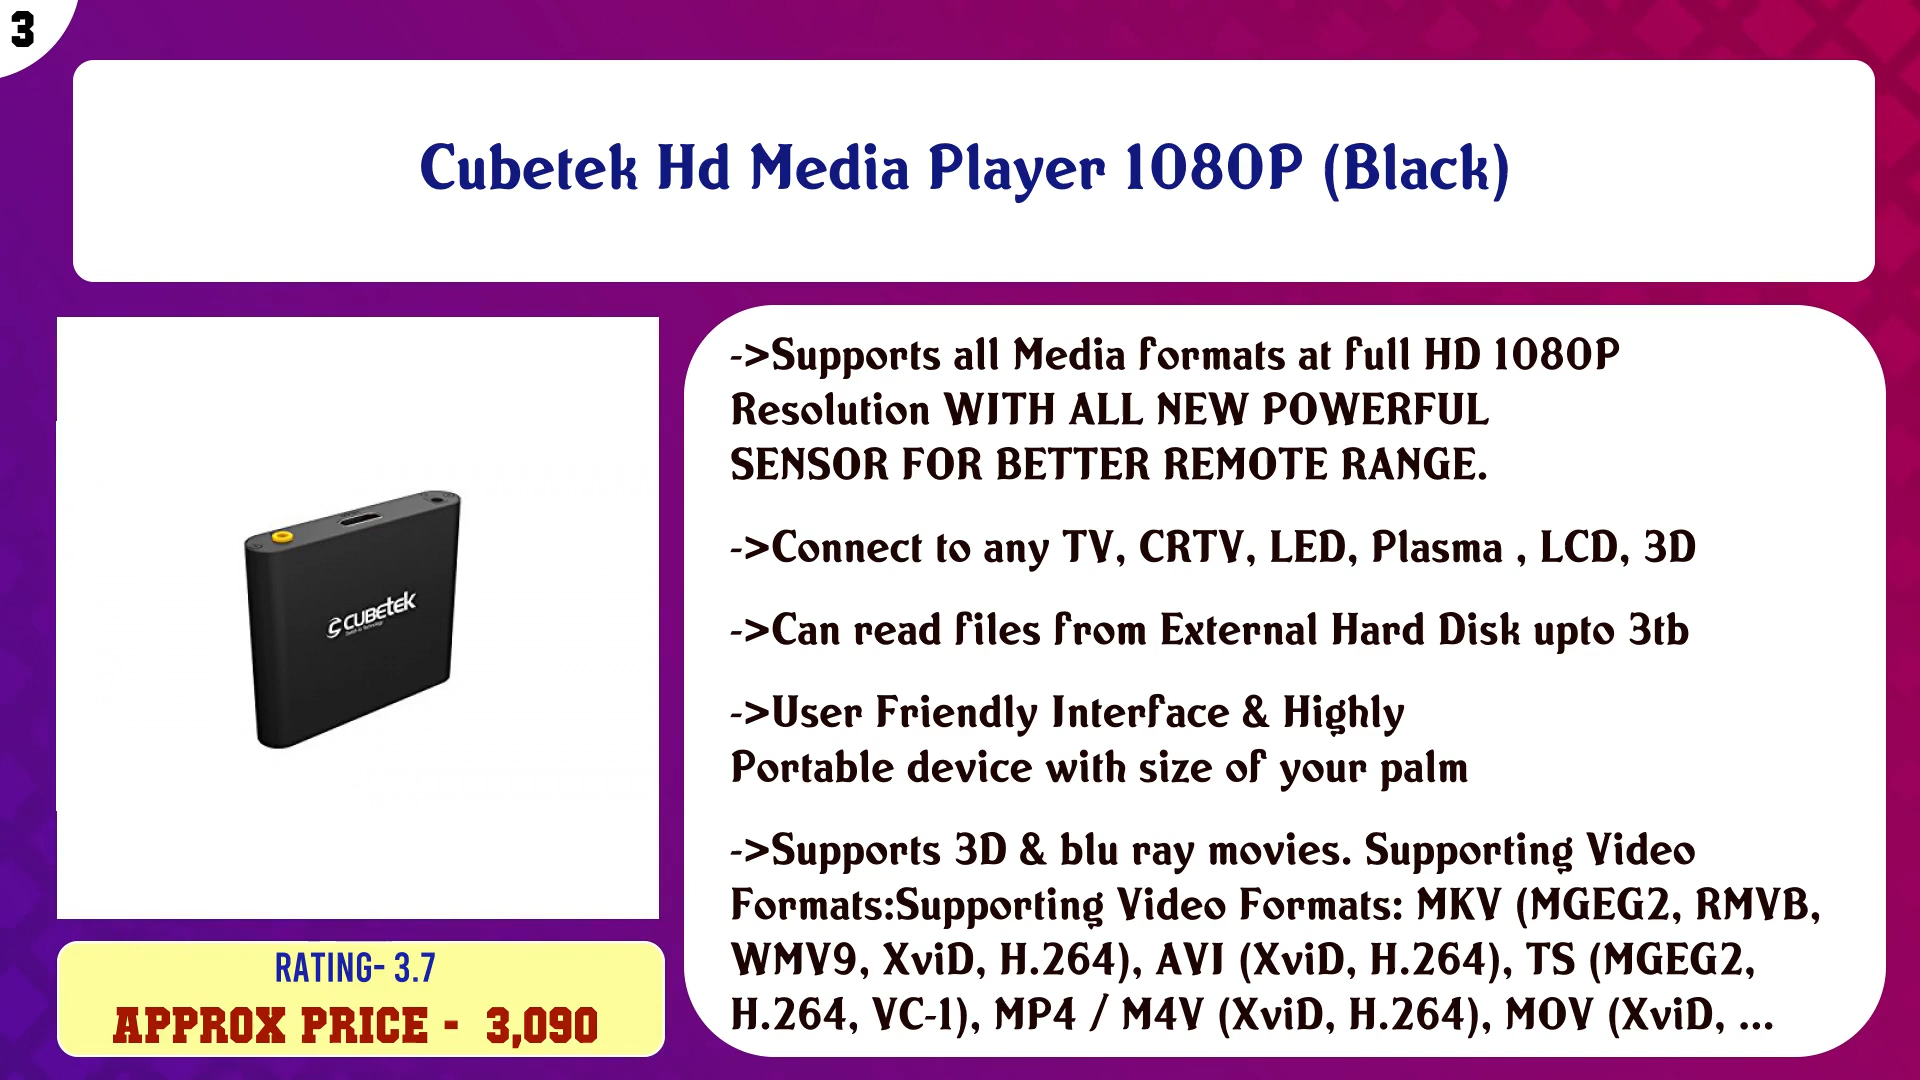 3
Cubetek Hd Media Player 1080P (Black)
->Supports all Media formats at full HD 1080P
Resolution WITH ALL NEW POWERFUL
SENSOR FOR BETTER REMOTE RANGE.
->Connect to any TV, CRTV, LED, Plasma , LCD, 3D
->Can read files from External Hard Disk upto 3tb
->User Friendly Interface & Highly
Portable device with size of your palm
->Supports 3D & blu ray movies. Supporting Video
Formats:Supporting Video Formats: MKV (MGEG2, RMVB,
WMV9, XviD, H.264), AVI (XviD, H.264), TS (MGEG2,
H.264, VC-1), MP4 / M4V (XviD, H.264), MOV (XviD, ...
CUBEtek
RATING- 3.7
APPROX PRICE - 3,090